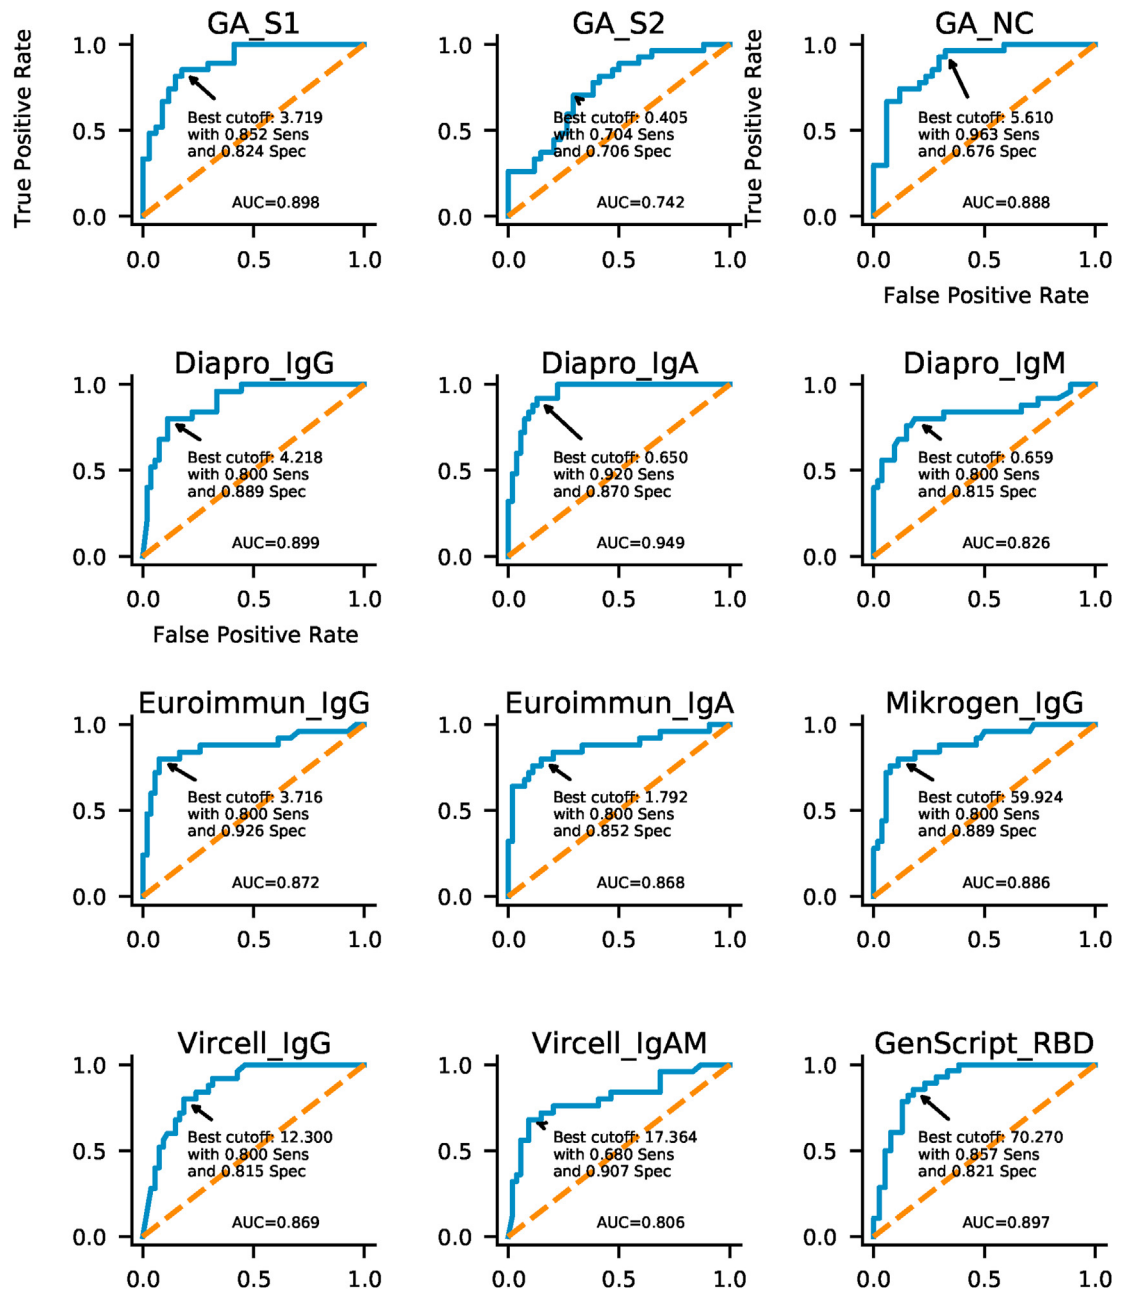 GA_S1
True Positive Rate
1.0
0.5
0.0
Best cutoff: 3.719
with 0.852 Sens
and 0.824 Spec
AUC=0.898
0.0 0.5 1.0
GA_S2
1.0
0.5
0.0
Best cutoff: 0.405
with 0.704 Sens
and 0.706 Spec
AUC=0.742
0.0 0.5 1.0
GA_NC
True Positive Rate
1.0
0.5
0.0
Best cutoff: 5.610
with 0.963 Sens
and 0.676 Spec
AUC=0.888
0.0 0.5 1.0
False Positive Rate
Diapro_IgG
1.0
0.5
0.0
Best cutoff: 4.218
with 0.800 Sens
and 0.889 Spec
AUC=0.899
0.0 0.5 1.0
False Positive Rate
Diapro_IgA
1.0
0.5
0.0
Best cutoff: 0.650
with 0.920 Sens
and 0.870 Spec
AUC=0.949
0.0 0.5 1.0
Diapro_IgM
1.0
0.5
0.0
Best cutoff: 0.659
with 0.800 Sens
and 0.815 Spec
AUC=0.826
0.0 0.5 1.0
Euroimmun_IgG
1.0
0.5
0.0
Best cutoff: 3.716
with 0.800 Sens
and 0.926 Spec
AUC=0.872
0.0 0.5 1.0
Euroimmun_IgA
1.0
0.5
0.0
Best cutoff: 1.792
with 0.800 Sens
and 0.852 Spec
AUC=0.868
0.0 0.5 1.0
Mikrogen_IgG
1.0
0.5
0.0
Best cutoff: 59.924
with 0.800 Sens
and 0.889 Spec
AUC=0.886
0.0 0.5 1.0
Vircell_IgG
1.0
0.5
0.0
Best cutoff: 12.300
with 0.800 Sens
and 0.815 Spec
AUC=0.869
0.0 0.5 1.0
Vircell_IgAM
1.0
0.5
0.0
Best cutoff: 17.364
with 0.680 Sens
and 0.907 Spec
AUC=0.806
0.0 0.5 1.0
GenScript_RBD
1.0
0.5
0.0
Best cutoff: 70.270
with 0.857 Sens
and 0.821 Spec
AUC=0.897
0.0 0.5 1.0